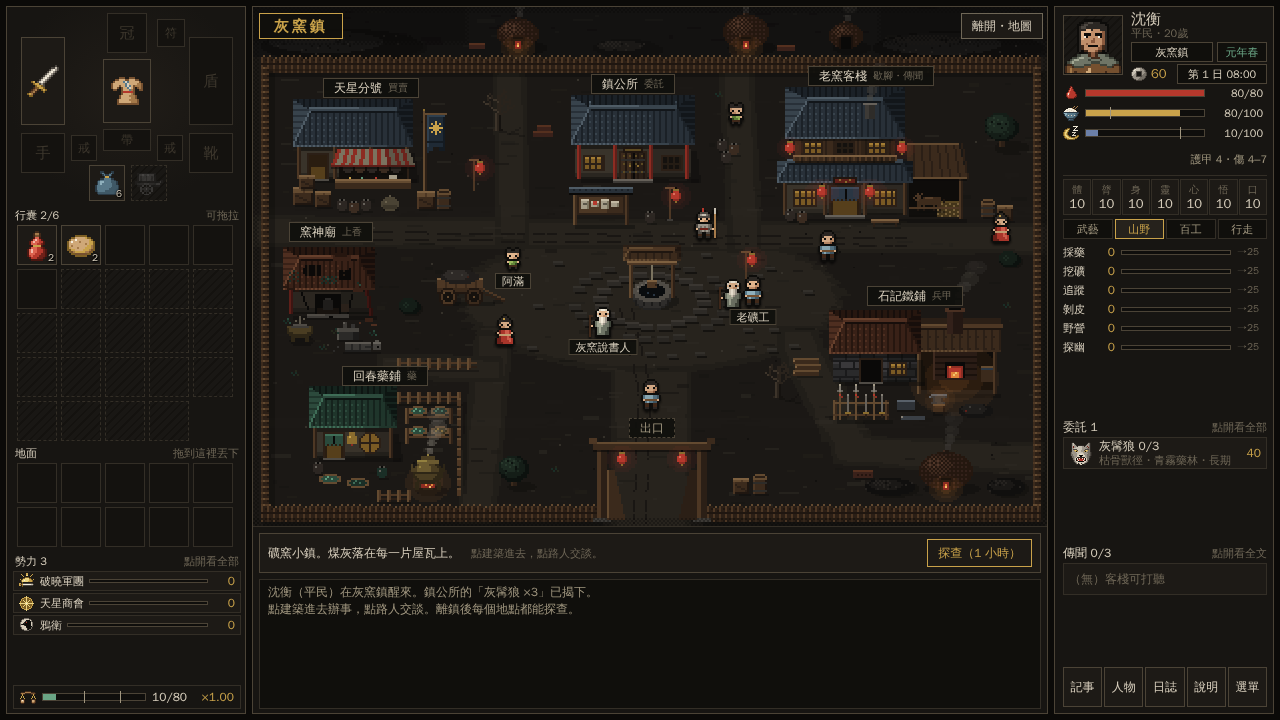 冠
符
盾
手
戒
帶
戒
靴
6
行囊 2/6
可拖拉
2
2
地面
拖到這裡丟下
勢力 3
點開看全部
破曉軍團
0
天星商會
0
鴉衛
0
10/80
×1.00
灰窯鎮
離開・地圖
天星分號 買賣
鎮公所 委託
老窯客棧 歇腳・傳聞
窯神廟 上香
阿滿
老礦工
灰窯說書人
石記鐵鋪 兵甲
回春藥鋪 藥
出口
礦窯小鎮。煤灰落在每一片屋瓦上。
點建築進去,點路人交談。
探查（1 小時）
沈衡（平民）在灰窯鎮醒來。鎮公所的「灰鬃狼 ×3」已揭下。
點建築進去辦事，點路人交談。離鎮後每個地點都能探查。
沈衡
平民・20歲
灰窯鎮
元年春
60
第 1 日 08:00
80/80
80/100
10/100
護甲 4・傷 4–7
體
臂
身
靈
心
悟
口
10
10
10
10
10
10
10
武藝
山野
百工
行走
採藥 0 →25
挖礦 0 →25
追蹤 0 →25
剝皮 0 →25
野營 0 →25
探幽 0 →25
委託 1
點開看全部
灰鬃狼 0/3
枯骨獸徑・青霧藥林・長期
40
傳聞 0/3
點開看全文
（無）客棧可打聽
記事
人物
日誌
說明
選單